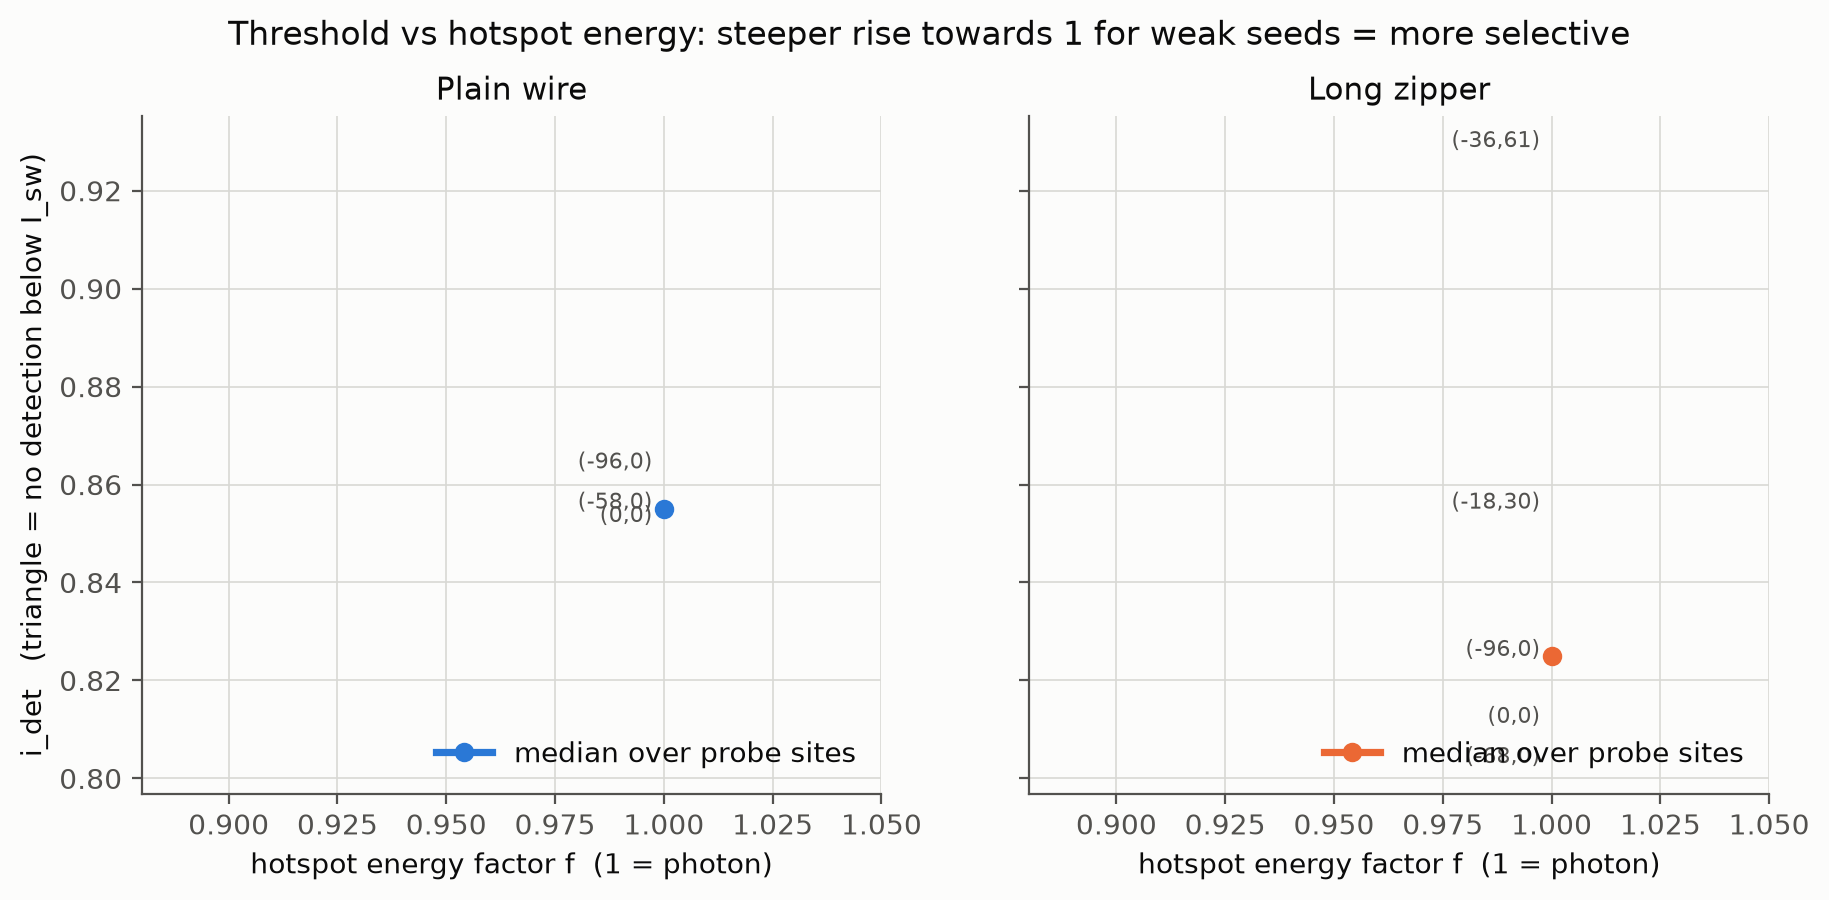 Threshold vs hotspot energy: steeper rise towards 1 for weak seeds = more selective
Plain wire
i_det (triangle = no detection below I_sw)
0.92
0.90
0.88
0.86
0.84
0.82
0.80
(-96,0)
(-58,0)
(0,0)
median over probe sites
0.900 0.925 0.950 0.975 1.000 1.025 1.050
hotspot energy factor f (1 = photon)
Long zipper
(-36,61)
(-18,30)
(-96,0)
(0,0)
median over probe sites
0.900 0.925 0.950 0.975 1.000 1.025 1.050
hotspot energy factor f (1 = photon)